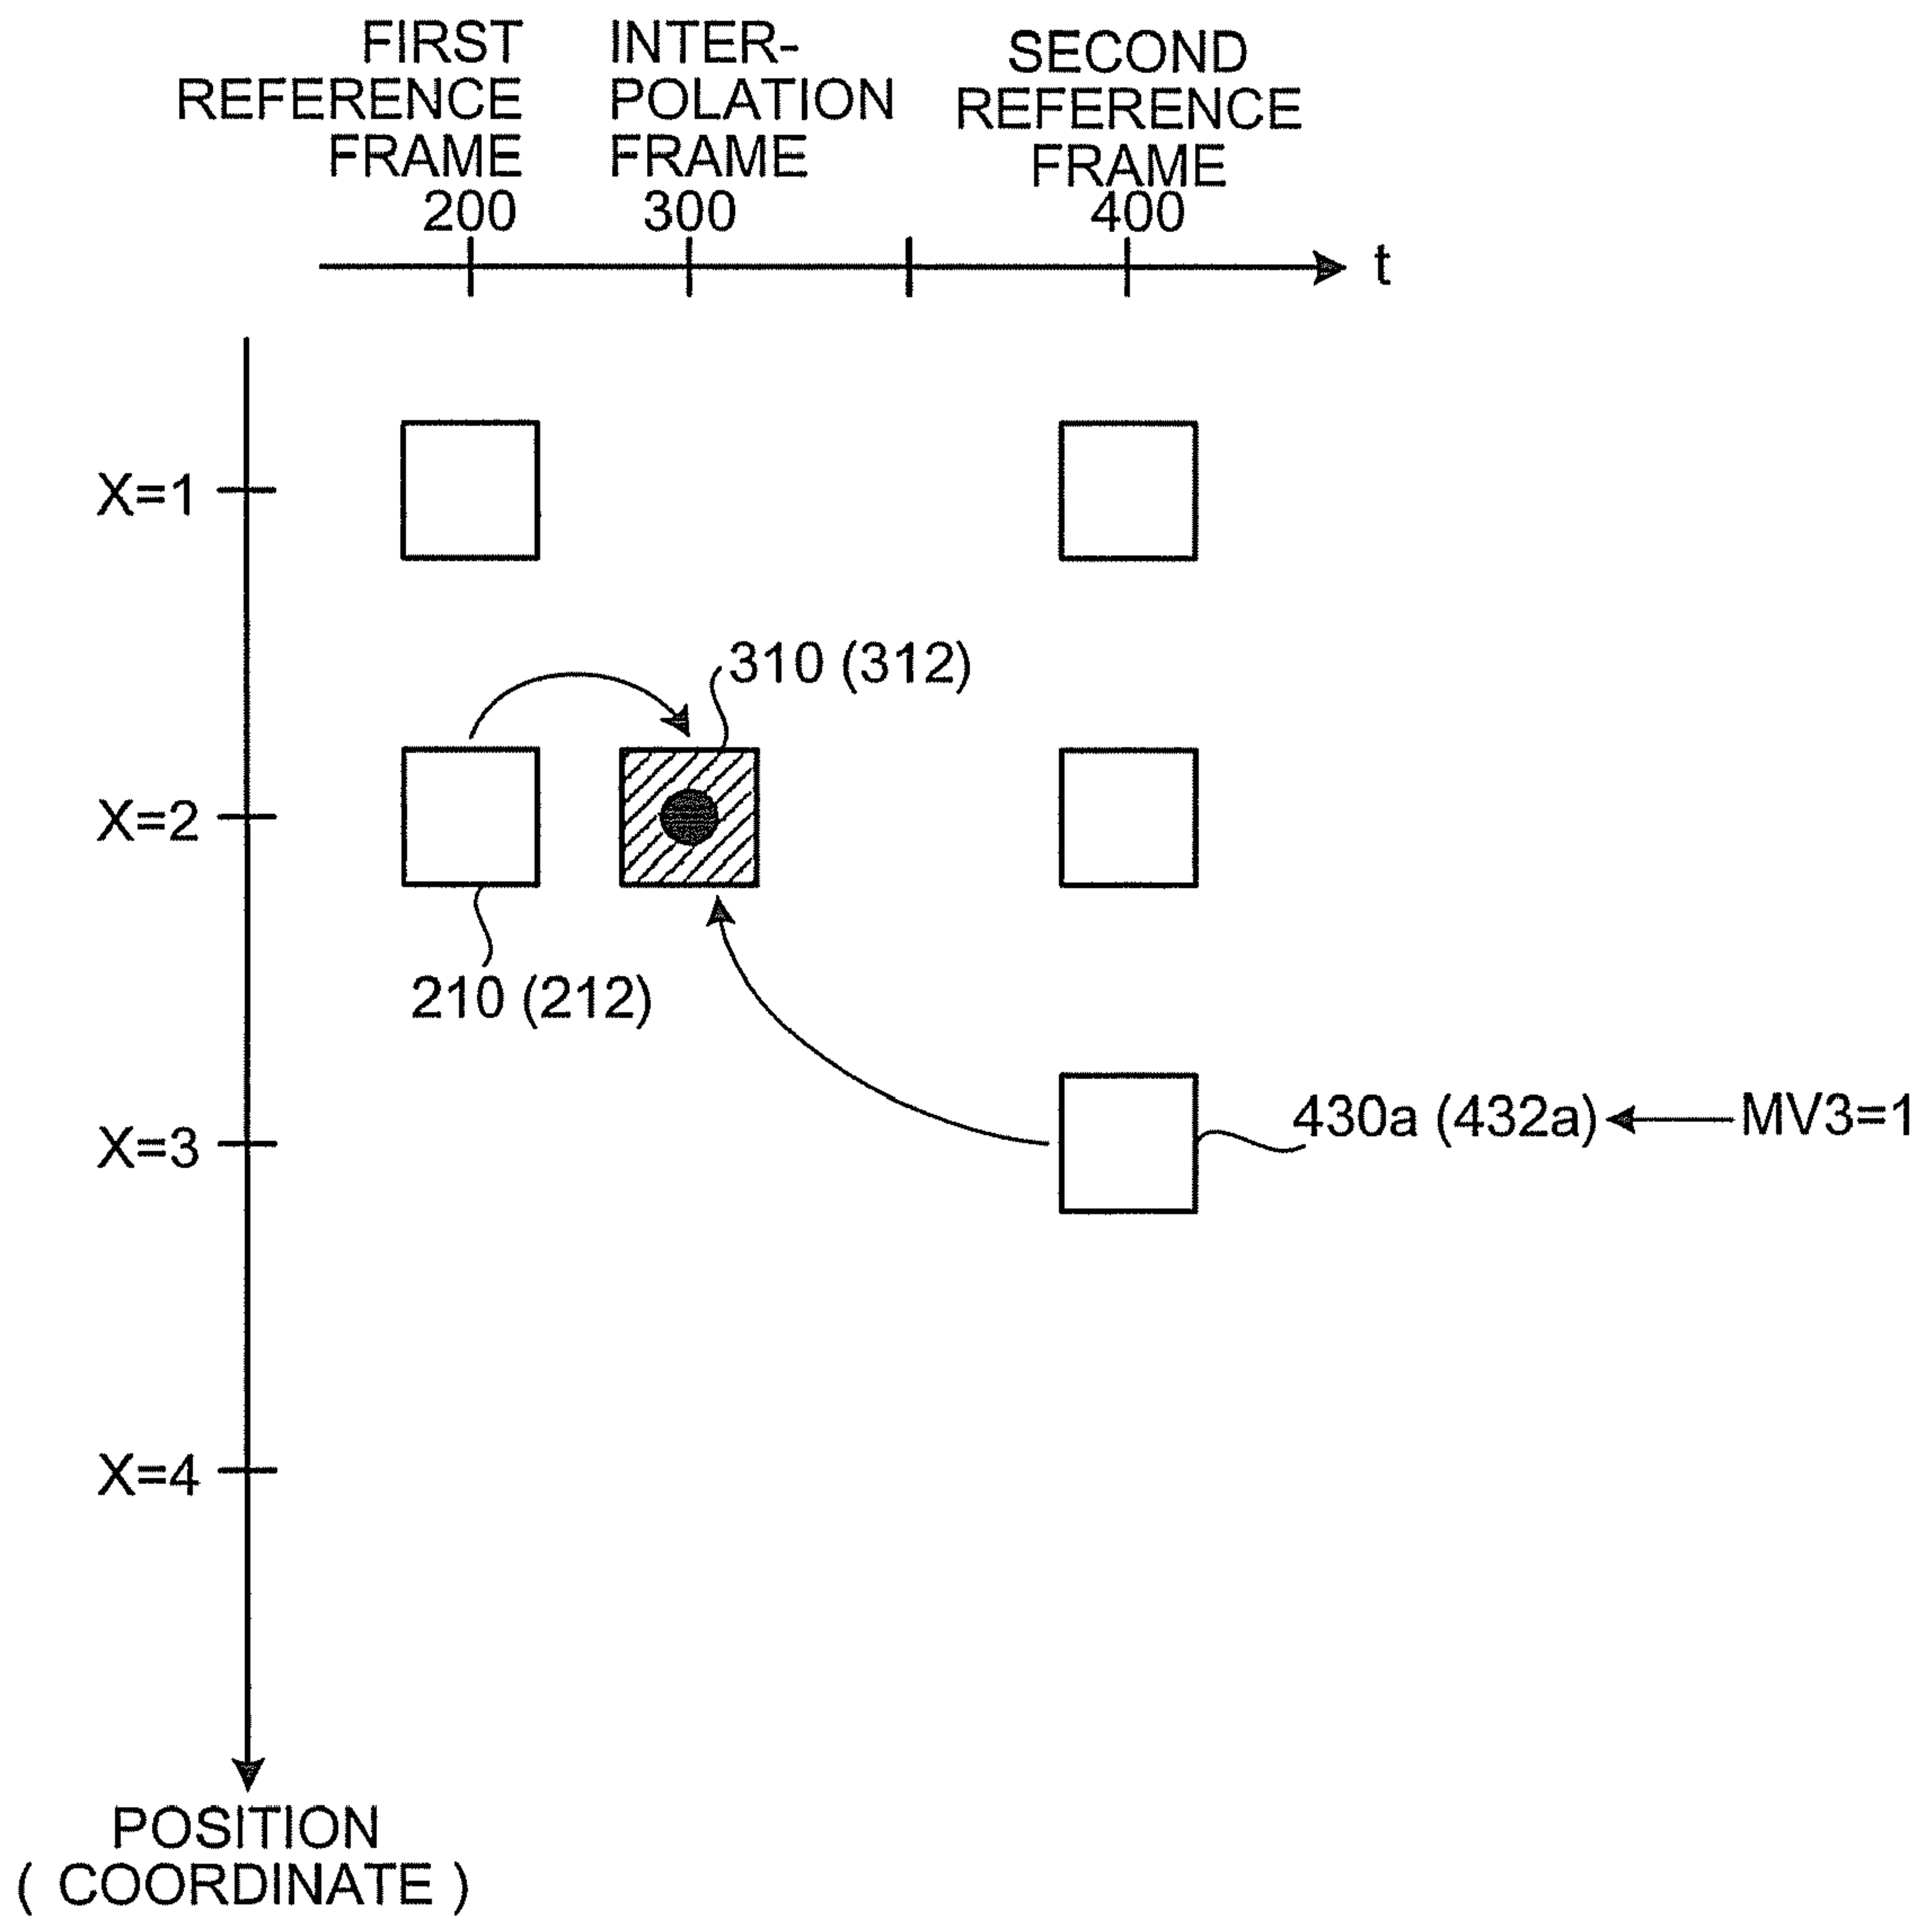 FIRST
REFERENCE
FRAME
200
INTER-
POLATION
FRAME
300
SECOND
REFERENCE
FRAME
400
t
X=1
310 (312)
X=2
210 (212)
430a (432a)
MV3=1
X=3
X=4
POSITION
( COORDINATE )